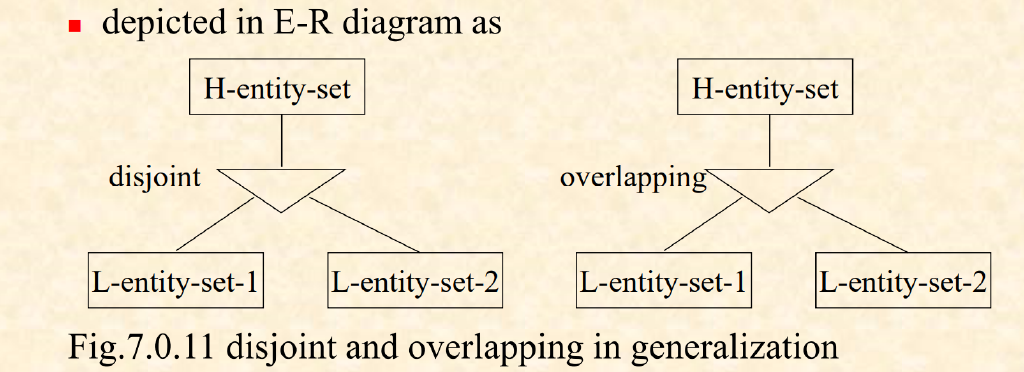 depicted in E-R diagram as
H-entity-set H-entity-set
disjoint overlapping
L-entity-set-1 L-entity-set-2 L-entity-set-1 L-entity-set-2
Fig.7.0.11 disjoint and overlapping in generalization